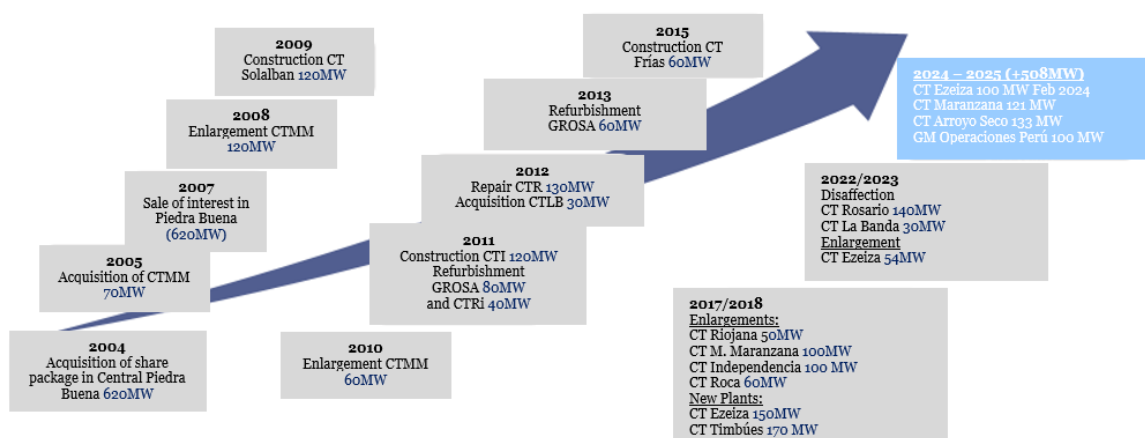 2004
Acquisition of share
package in Central Piedra
Buena 620MW
2005
Acquisition of CTMM
70MW
2007
Sale of interest in
Piedra Buena
(620MW)
2008
Enlargement CTMM
120MW
2009
Construction CT
Solalban 120MW
2010
Enlargement CTMM
60MW
2011
Construction CTI 120MW
Refurbishment
GROSA 80MW
and CTRi 40MW
2012
Repair CTR 130MW
Acquisition CTLB 30MW
2013
Refurbishment
GROSA 60MW
2015
Construction CT
Frías 60MW
2017/2018
Enlargements:
CT Riojana 50MW
CT M. Maranzana 100MW
CT Independencia 100 MW
CT Roca 60MW
New Plants:
CT Ezeiza 150MW
CT Timbúes 170 MW
2022/2023
Disaffection
CT Rosario 140MW
CT La Banda 30MW
Enlargement
CT Ezeiza 54MW
2024 – 2025 (+508MW)
CT Ezeiza 100 MW Feb 2024
CT Maranzana 121 MW
CT Arroyo Seco 133 MW
GM Operaciones Perú 100 MW